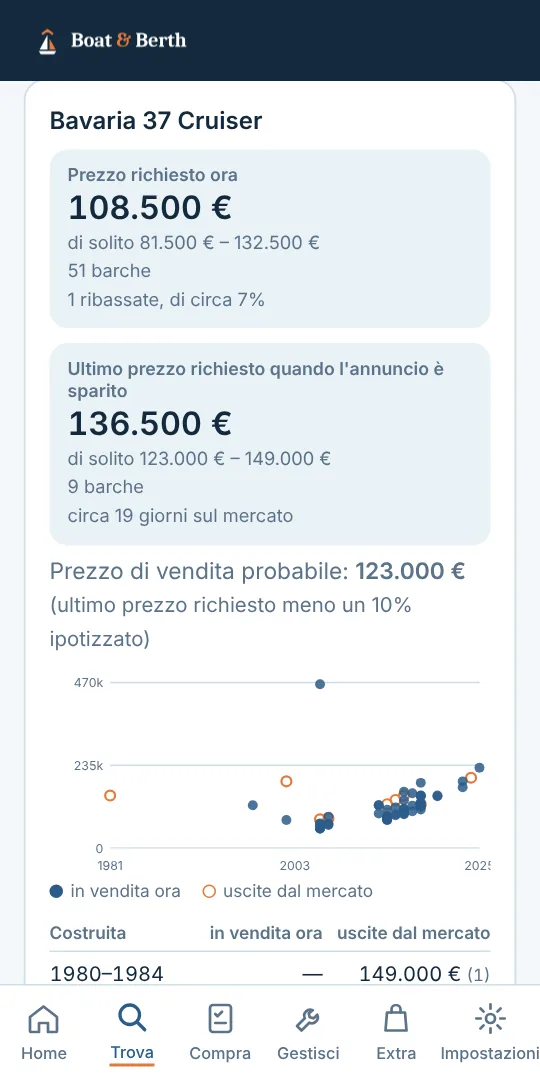 Boat & Berth
Bavaria 37 Cruiser
Prezzo richiesto ora
108.500 €
di solito 81.500 € – 132.500 €
51 barche
1 ribassate, di circa 7%
Ultimo prezzo richiesto quando l'annuncio è
sparito
136.500 €
di solito 123.000 € – 149.000 €
9 barche
circa 19 giorni sul mercato
Prezzo di vendita probabile: 123.000 €
(ultimo prezzo richiesto meno un 10%
ipotizzato)
470k
235k
0
1981 2003 2025
in vendita ora uscite dal mercato
Costruita in vendita ora uscite dal mercato
1980–1984 — 149.000 € (1)
Home Trova Compra Gestisci Extra Impostazioni